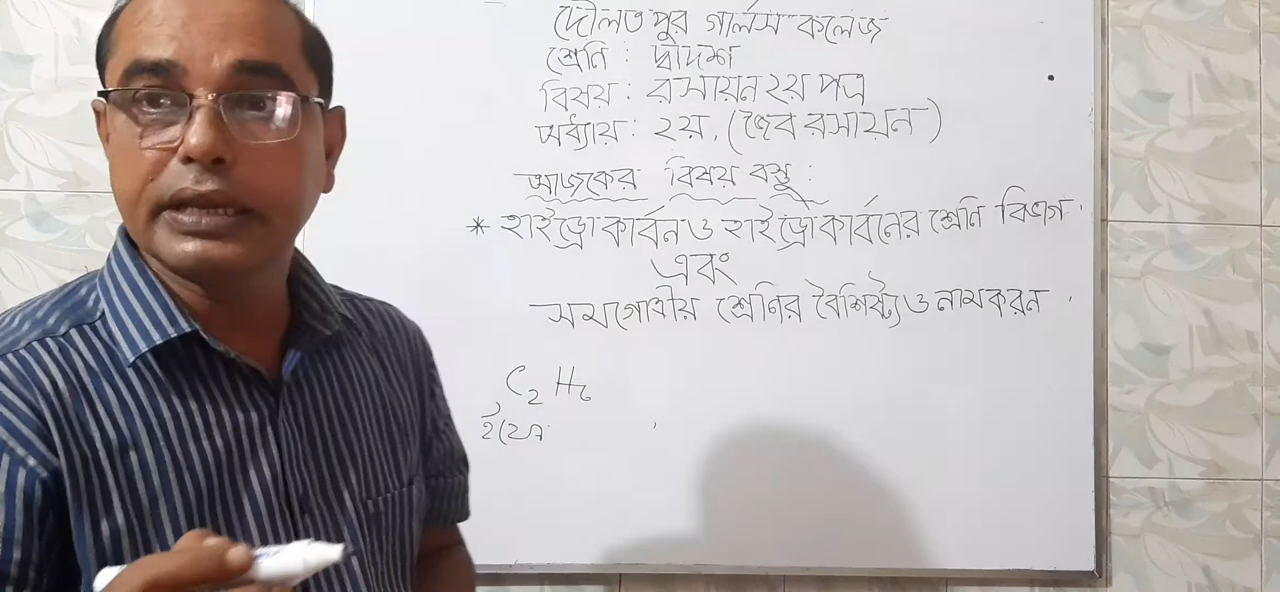 দৌলতপুর গার্লস কলেজ
শ্রেনি : দ্বাদশ
বিষয় : রসায়ন ২য় পত্র
অধ্যায় : ২য়, (জৈব রসায়ন)
আজকের বিষয় বস্তু :
* হাইড্রোকার্বন ও হাইড্রোকার্বনের শ্রেনি বিভাগ
এবং
সমগোত্রীয় শ্রেনির বৈশিষ্ট্য ও নামকরন
C₂ H₆
ইথেন